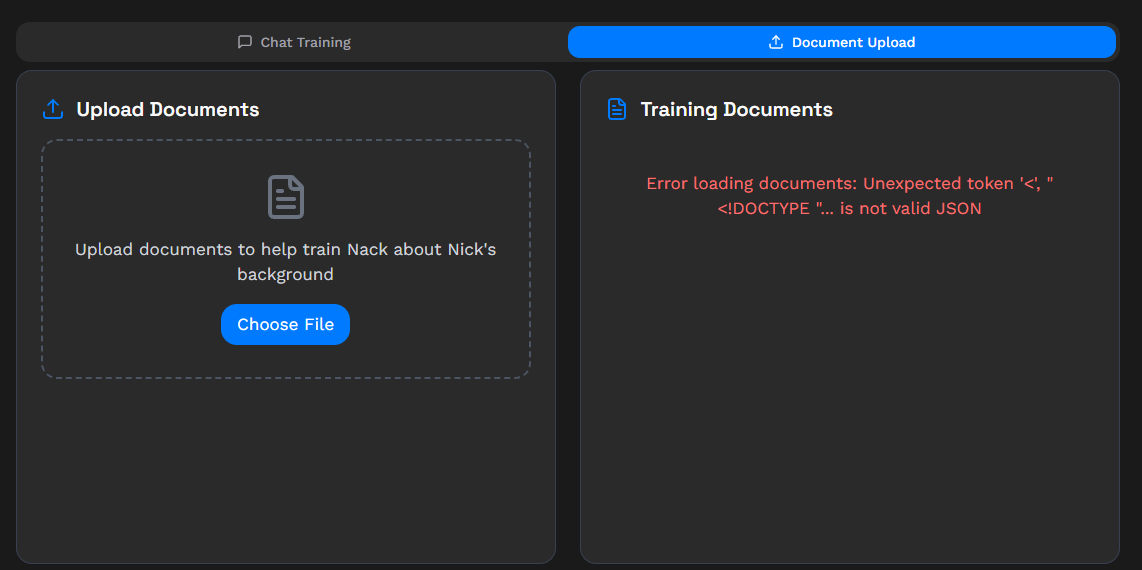 Chat Training
Document Upload
Upload Documents
Upload documents to help train Nack about Nick's
background
Choose File
Training Documents
Error loading documents: Unexpected token '<', "
<!DOCTYPE "... is not valid JSON